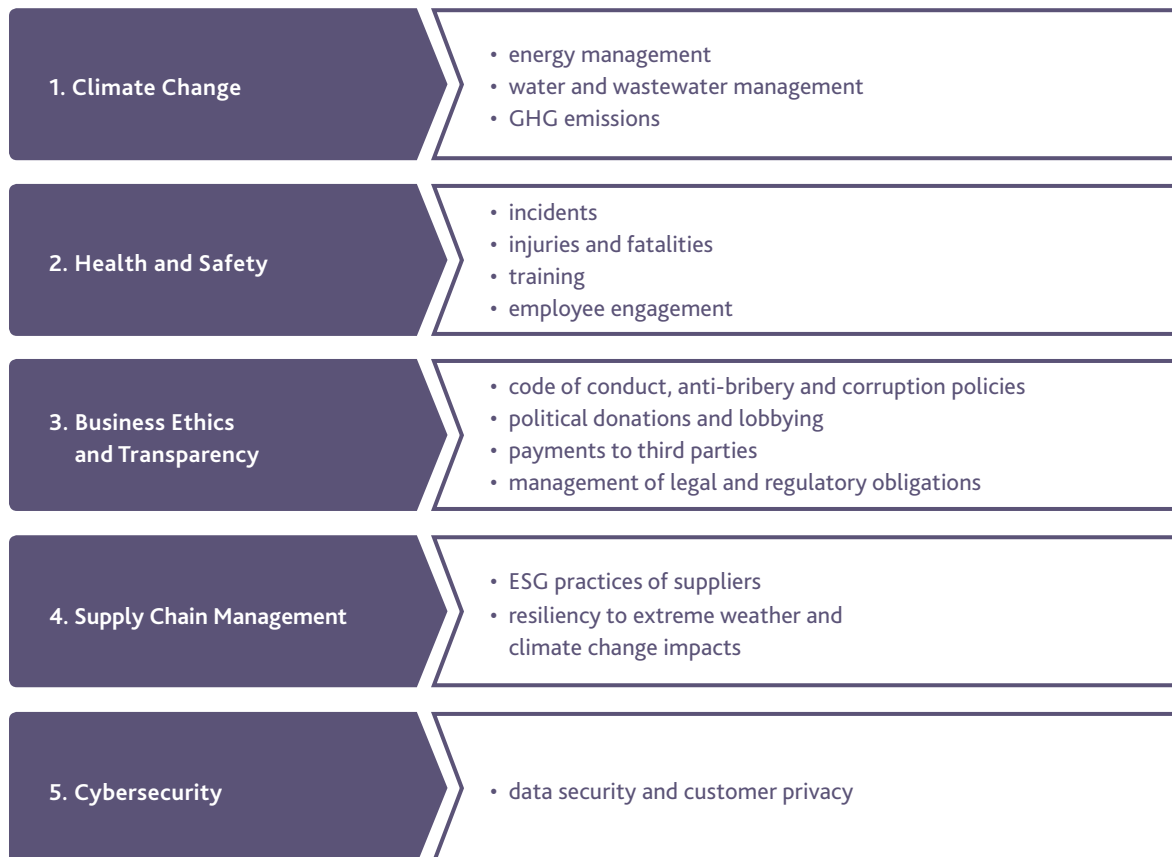 1. Climate Change
• energy management
• water and wastewater management
• GHG emissions
2. Health and Safety
• incidents
• injuries and fatalities
• training
• employee engagement
3. Business Ethics
and Transparency
• code of conduct, anti-bribery and corruption policies
• political donations and lobbying
• payments to third parties
• management of legal and regulatory obligations
4. Supply Chain Management
• ESG practices of suppliers
• resiliency to extreme weather and
climate change impacts
5. Cybersecurity
• data security and customer privacy